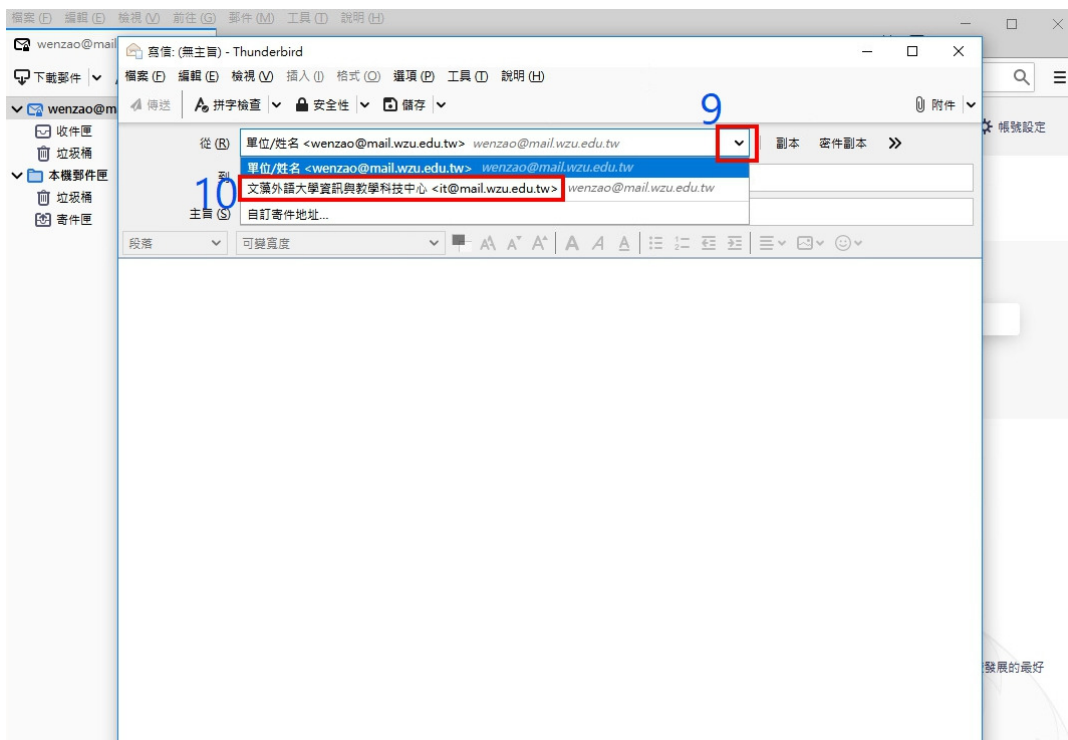 檔案(F) 編輯(E) 檢視(V) 前往(G) 郵件(M) 工具(T) 說明(H)
wenzao@mail
寫信: (無主旨) - Thunderbird
下載郵件
檔案(F) 編輯(E) 檢視(V) 插入(I) 格式(O) 選項(P) 工具(T) 說明(H)
傳送 拼字檢查 安全性 儲存 附件
wenzao@m
9
帳號設定
收件匣
從(R) 單位/姓名 <wenzao@mail.wzu.edu.tw> wenzao@mail.wzu.edu.tw 副本 密件副本
垃圾桶
單位/姓名 <wenzao@mail.wzu.edu.tw> wenzao@mail.wzu.edu.tw
本機郵件匣
到
10
文藻外語大學資訊與教學科技中心 <it@mail.wzu.edu.tw> wenzao@mail.wzu.edu.tw
垃圾桶
主旨(S) 自訂寄件地址...
寄件匣
段落 可變寬度
發展的最好